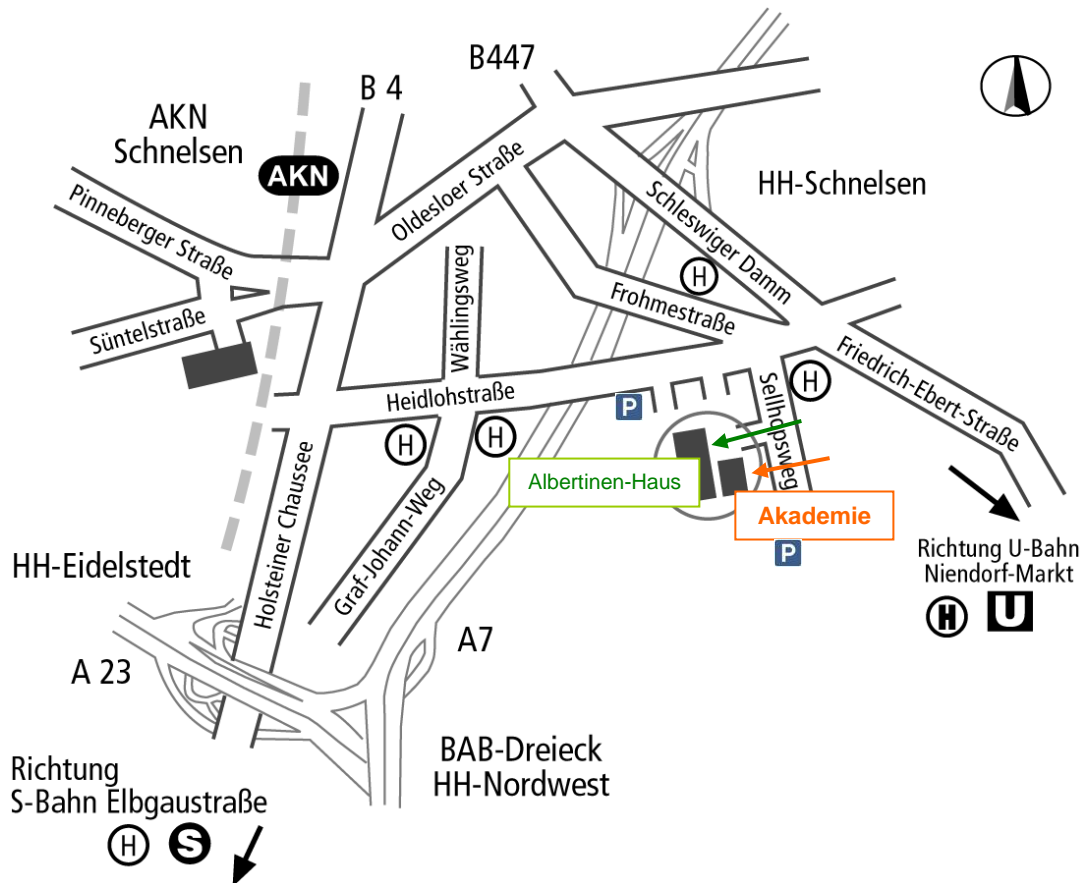 B447
B 4
AKN
Schnelsen
AKN
HH-Schnelsen
Pinneberger Straße
Oldesloer Straße
Schleswiger Damm
H
Wählingsweg
Frohmestraße
Süntelstraße
Friedrich-Ebert-Straße
Heidlohstraße
H
Sellhopsweg
P
H
H
Albertinen-Haus
Akademie
P
Graf-Johann-Weg
Holsteiner Chaussee
Richtung U-Bahn
Niendorf-Markt
H U
HH-Eidelstedt
A7
A 23
BAB-Dreieck
HH-Nordwest
Richtung
S-Bahn Elbgaustraße
H S